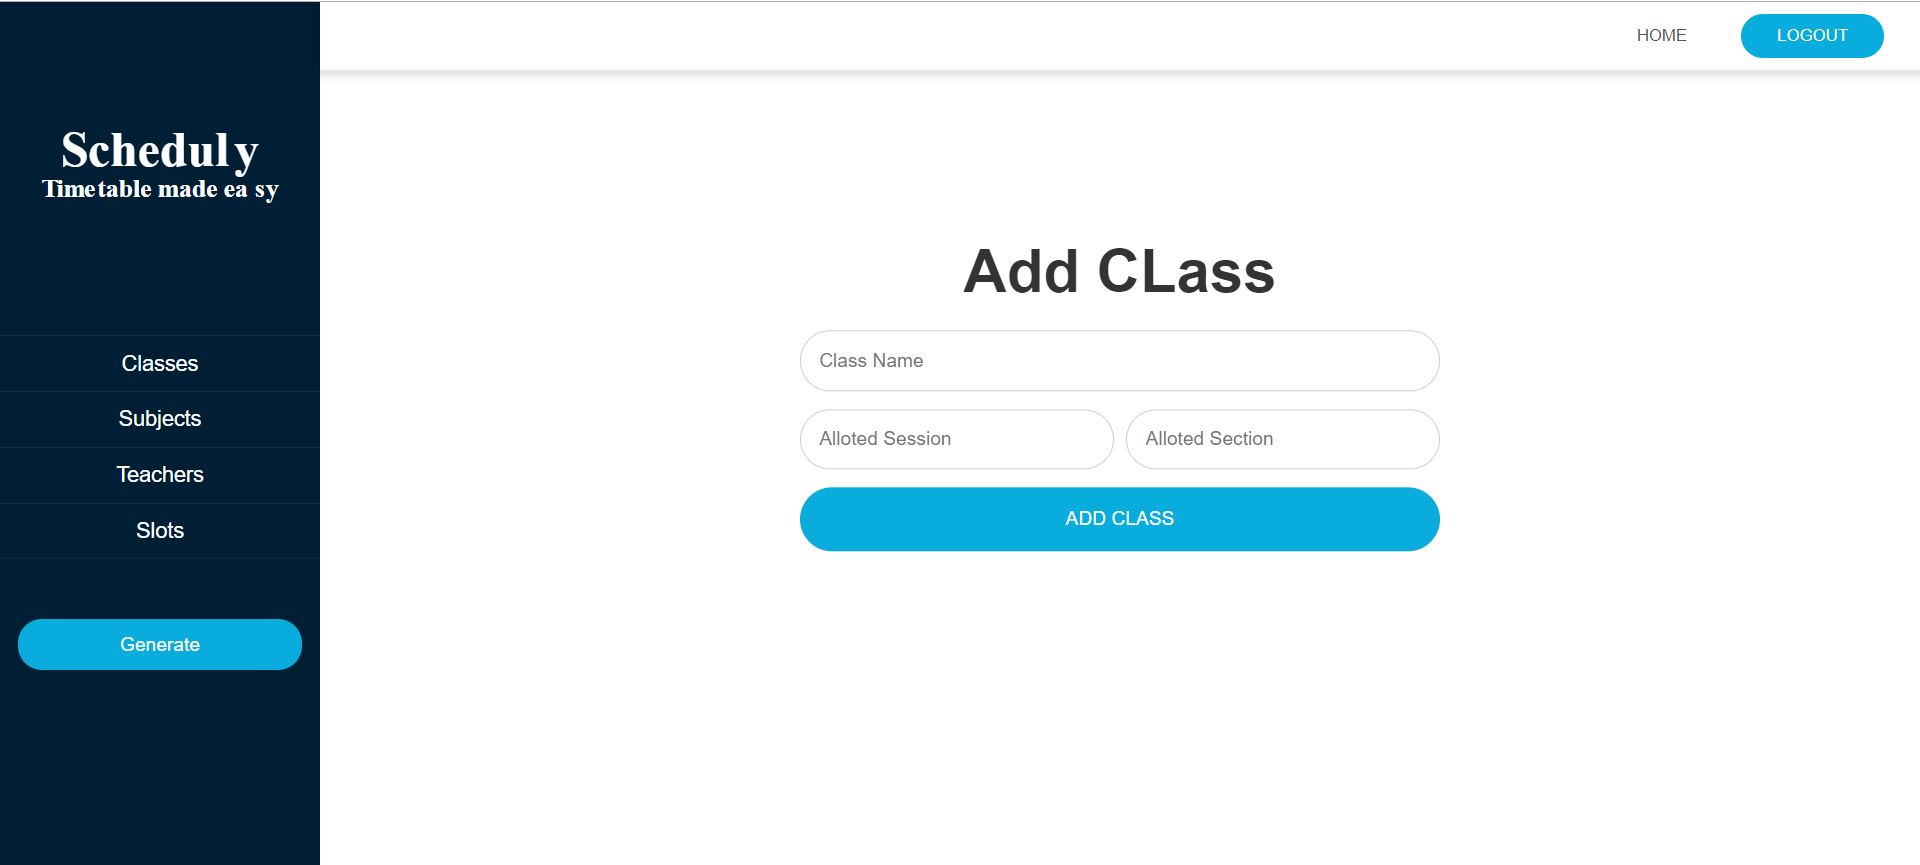 HOME
LOGOUT
Scheduly
Timetable made ea sy
Classes
Subjects
Teachers
Slots
Generate
Add CLass
Class Name
Alloted Session
Alloted Section
ADD CLASS